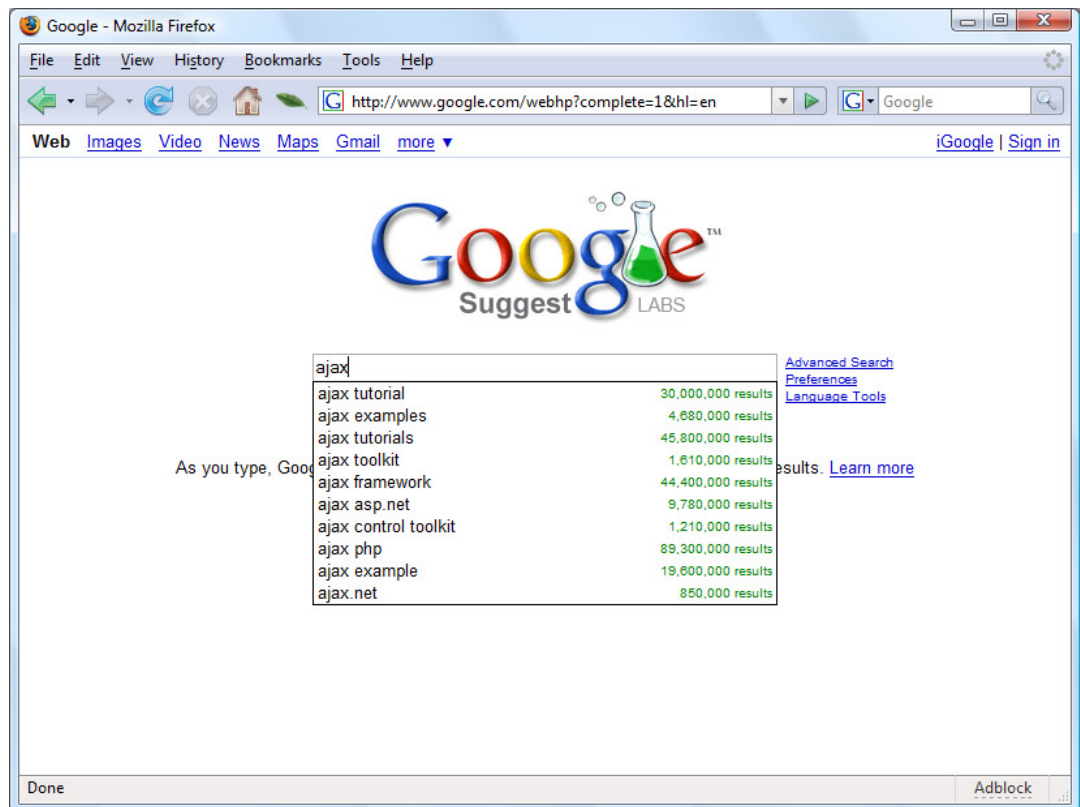 Google - Mozilla Firefox
File Edit View History Bookmarks Tools Help
G http://www.google.com/webhp?complete=1&hl=en G Google
Web Images Video News Maps Gmail more ▼ iGoogle | Sign in
Google™
Suggest LABS
ajax
Advanced Search
Preferences
Language Tools
ajax tutorial 30,000,000 results
ajax examples 4,680,000 results
ajax tutorials 45,800,000 results
ajax toolkit 1,610,000 results
As you type, Goo
esults. Learn more
ajax framework 44,400,000 results
ajax asp.net 9,780,000 results
ajax control toolkit 1,210,000 results
ajax php 89,300,000 results
ajax example 19,600,000 results
ajax.net 850,000 results
Done Adblock